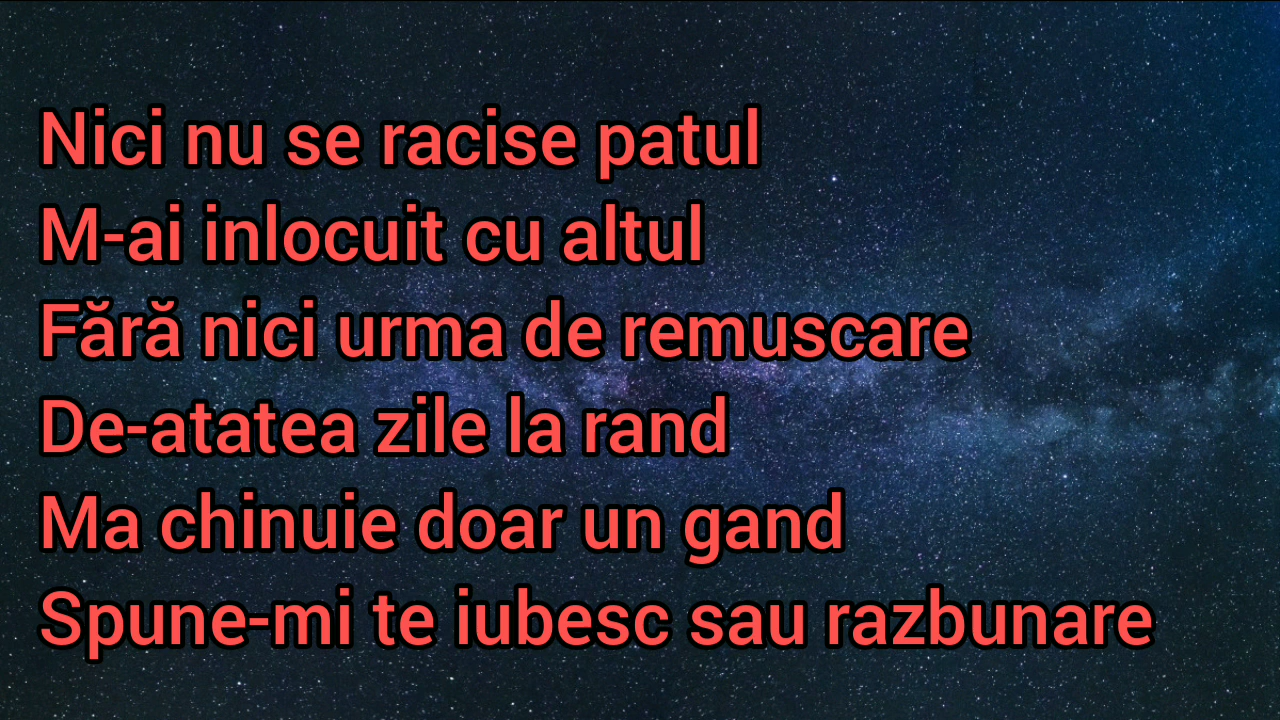 Nici nu se racise patul
M-ai inlocuit cu altul
Fără nici urma de remuscare
De-atatea zile la rand
Ma chinuie doar un gand
Spune-mi te iubesc sau razbunare